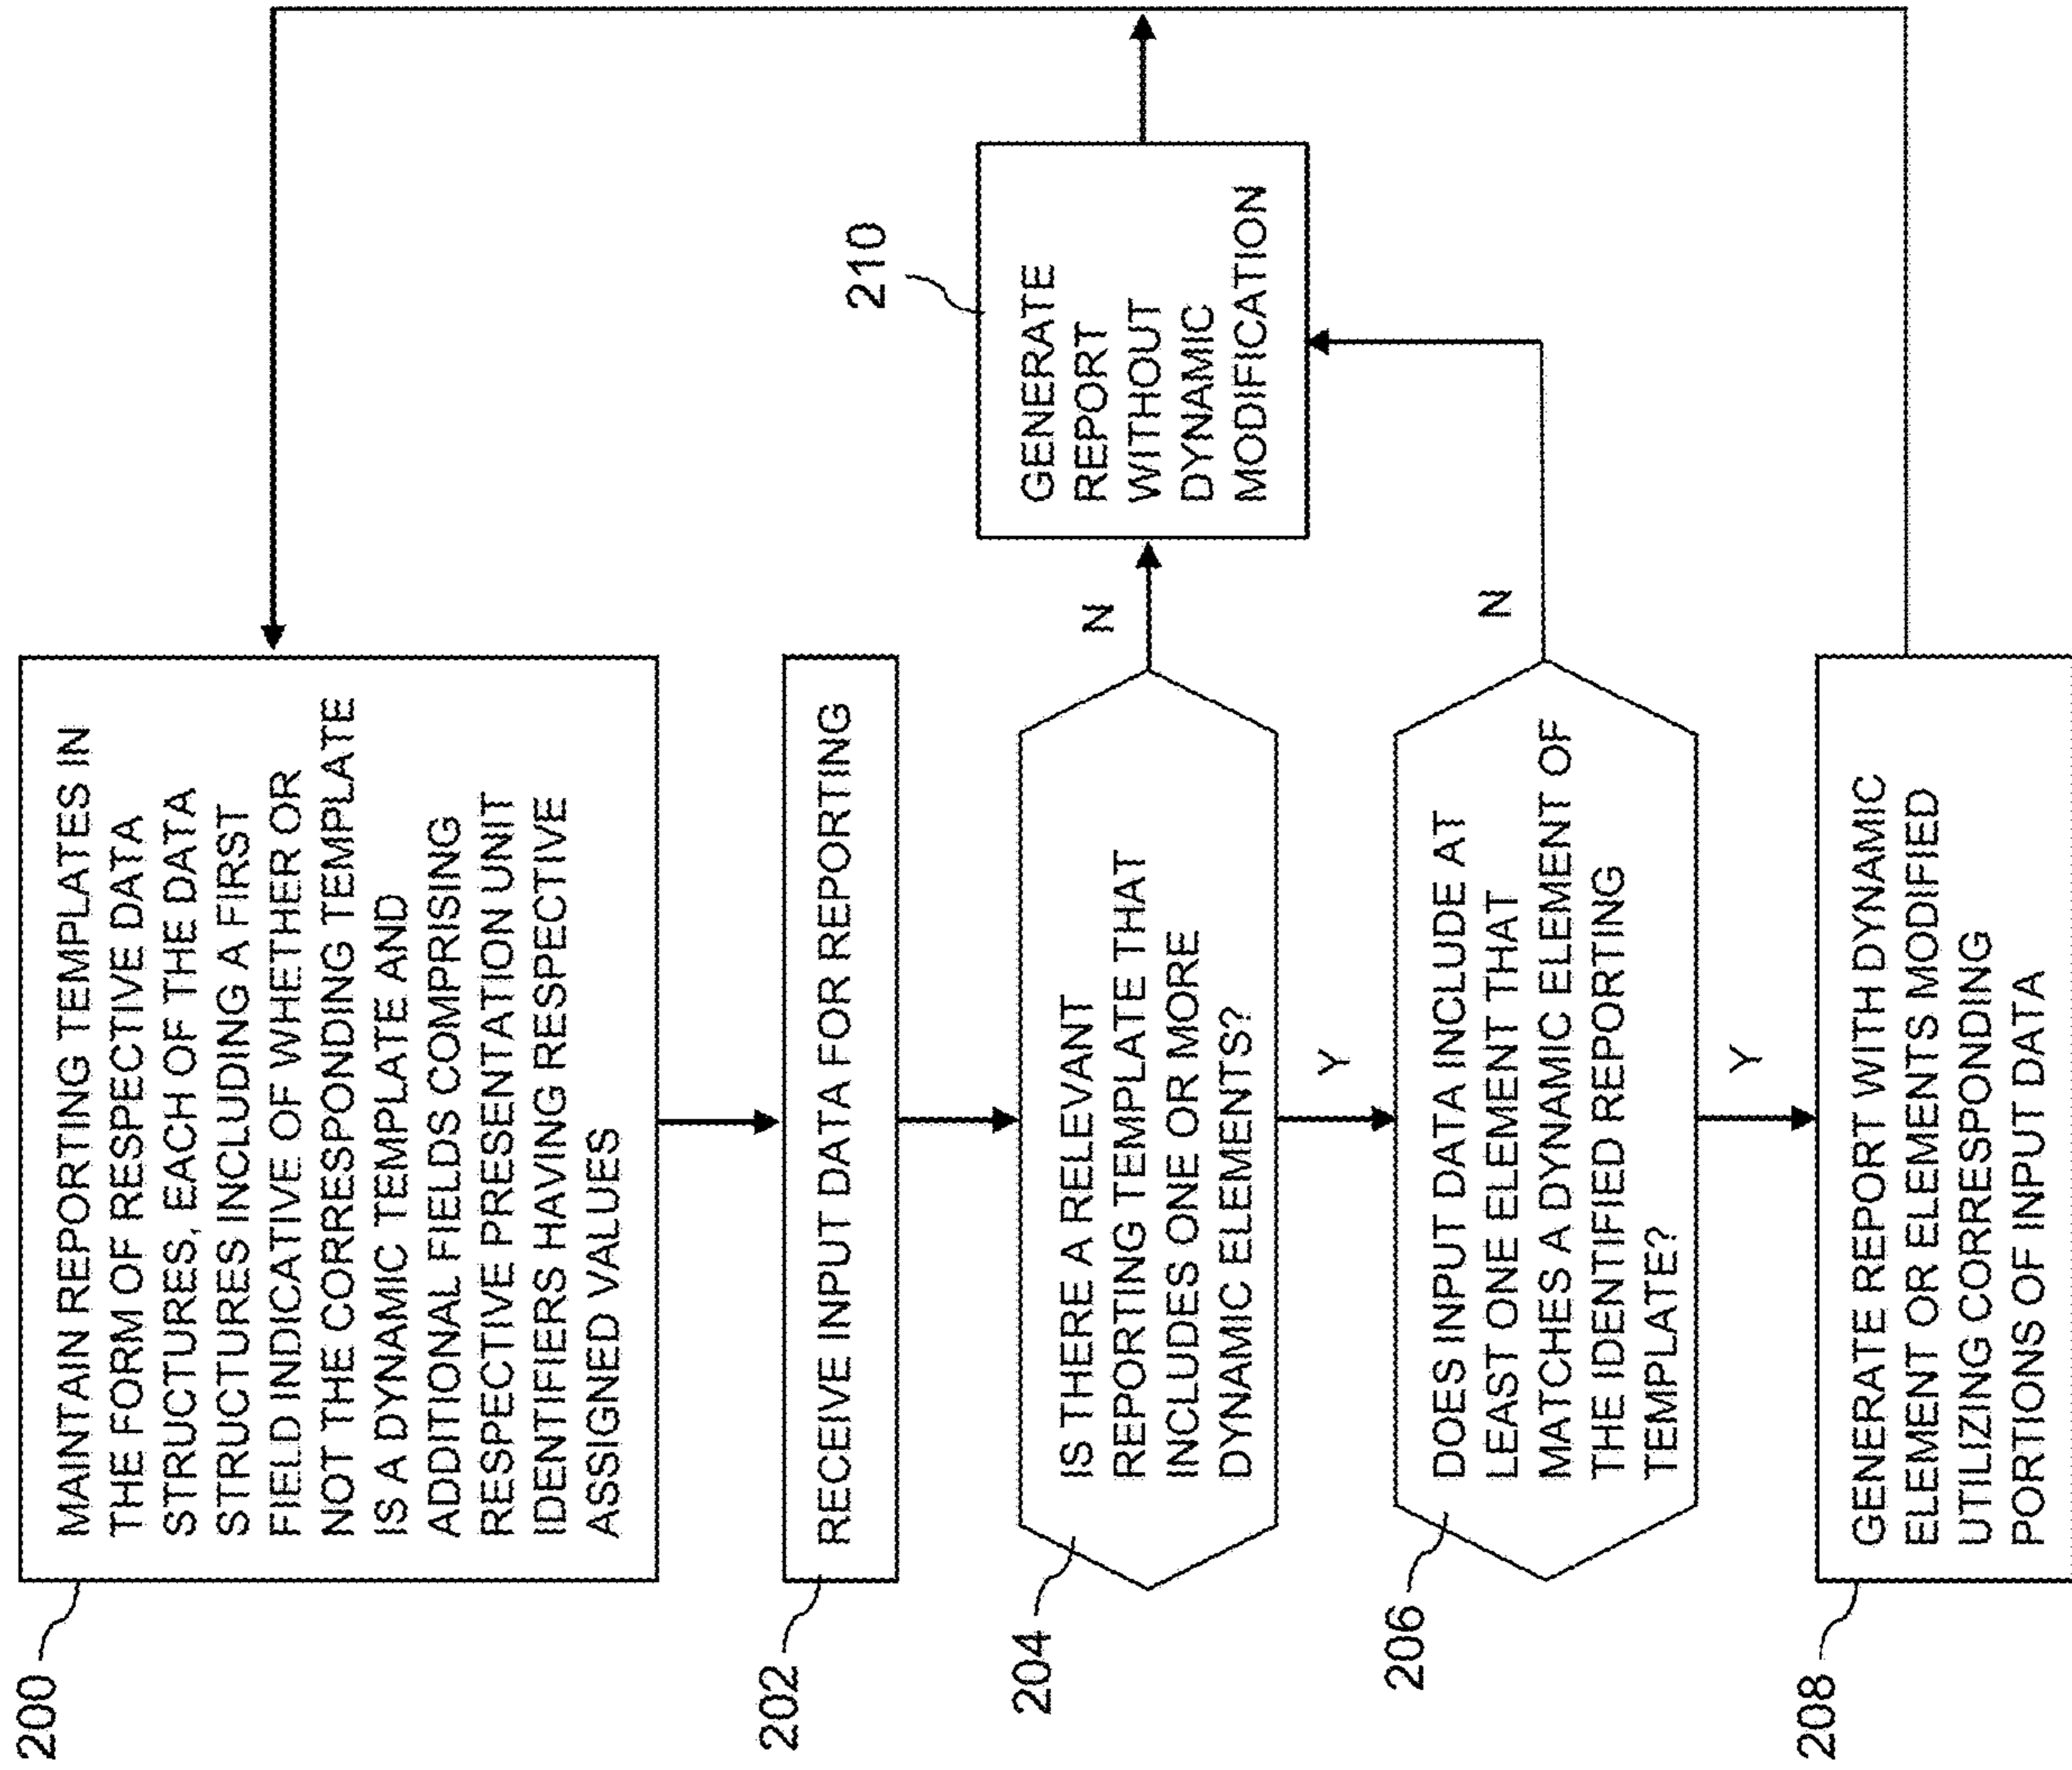 200
MAINTAIN REPORTING TEMPLATES IN
THE FORM OF RESPECTIVE DATA
STRUCTURES, EACH OF THE DATA
STRUCTURES INCLUDING A FIRST
FIELD INDICATIVE OF WHETHER OR
NOT THE CORRESPONDING TEMPLATE
IS A DYNAMIC TEMPLATE AND
ADDITIONAL FIELDS COMPRISING
RESPECTIVE PRESENTATION UNIT
IDENTIFIERS HAVING RESPECTIVE
ASSIGNED VALUES
202
RECEIVE INPUT DATA FOR REPORTING
204
IS THERE A RELEVANT
REPORTING TEMPLATE THAT
INCLUDES ONE OR MORE
DYNAMIC ELEMENTS?
N
Y
210
GENERATE
REPORT
WITHOUT
DYNAMIC
MODIFICATION
206
DOES INPUT DATA INCLUDE AT
LEAST ONE ELEMENT THAT
MATCHES A DYNAMIC ELEMENT OF
THE IDENTIFIED REPORTING
TEMPLATE?
N
Y
208
GENERATE REPORT WITH DYNAMIC
ELEMENT OR ELEMENTS MODIFIED
UTILIZING CORRESPONDING
PORTIONS OF INPUT DATA